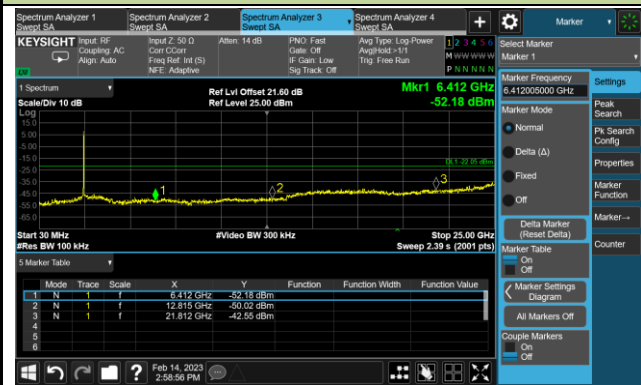 Spectrum Analyzer 1
Swept SA
Spectrum Analyzer 2
Swept SA
Spectrum Analyzer 3
Swept SA
Spectrum Analyzer 4
Swept SA
+
Marker
KEYSIGHT
Input: RF
Coupling: AC
Align: Auto
Input Z: 50 Ω
Corr CCorr
Freq Ref: Int (S)
NFE: Adaptive
Atten: 14 dB
PNO: Fast
Gate: Off
IF Gain: Low
Sig Track: Off
Avg Type: Log-Power
Avg|Hold:>1/1
Trig: Free Run
1 2 3 4 5 6
M W W W W W
P N N N N N
Select Marker
Marker 1
1 Spectrum
Scale/Div 10 dB
Log
Ref Lvl Offset 21.60 dB
Ref Level 25.00 dBm
Mkr1 6.412 GHz
-52.18 dBm
15.0
5.00
-5.00
-15.0
-25.0
-35.0
-45.0
-55.0
-65.0
DL1 -22.05 dBm
1
2
3
Start 30 MHz
#Res BW 100 kHz
#Video BW 300 kHz
Stop 25.00 GHz
Sweep 2.39 s (2001 pts)
5 Marker Table
Mode Trace Scale X Y Function Function Width Function Value
1 N 1 f 6.412 GHz -52.18 dBm
2 N 1 f 12.815 GHz -50.02 dBm
3 N 1 f 21.812 GHz -42.55 dBm
4
5
6
Marker Frequency
6.412005000 GHz
Marker Mode
Normal
Delta (Δ)
Fixed
Off
Delta Marker
(Reset Delta)
Marker Table
On
Off
Marker Settings
Diagram
All Markers Off
Couple Markers
On
Off
Settings
Peak
Search
Pk Search
Config
Properties
Marker
Function
Marker→
Counter
?
Feb 14, 2023
2:58:56 PM